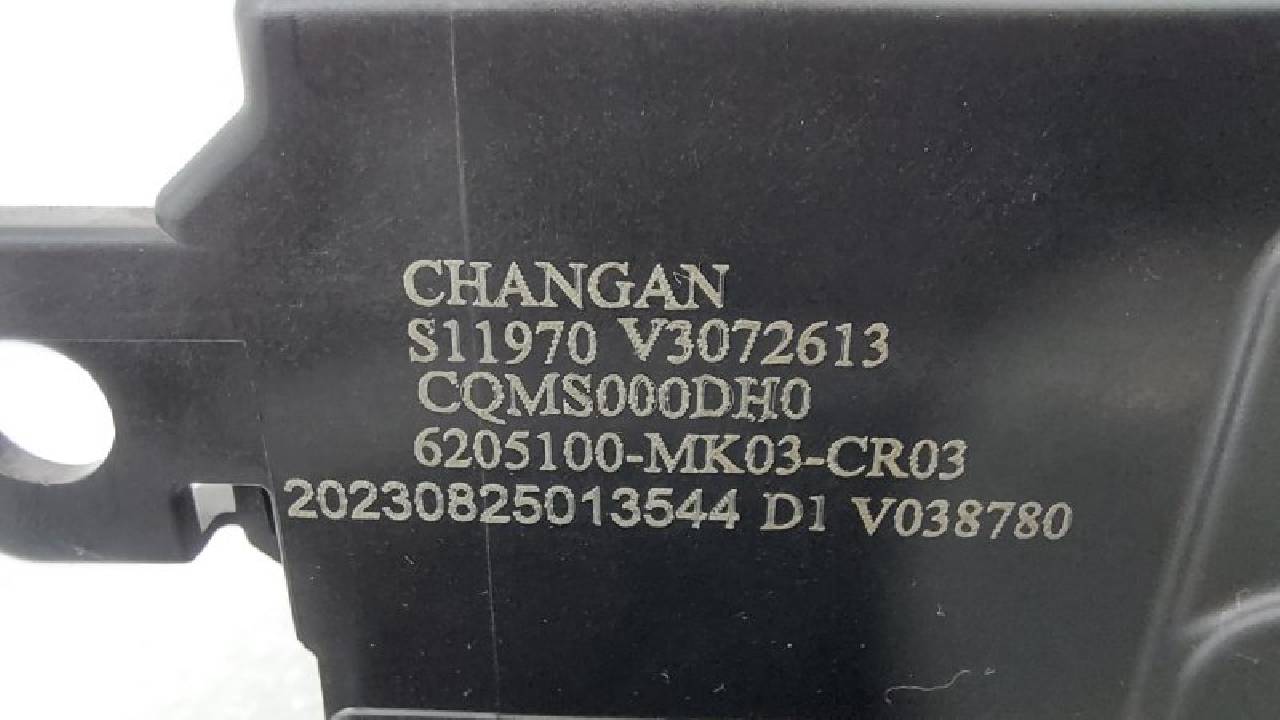 CHANGAN
S11970 V3072613
CQMS000DH0
6205100-MK03-CR03
20230825013544 D1 V038780